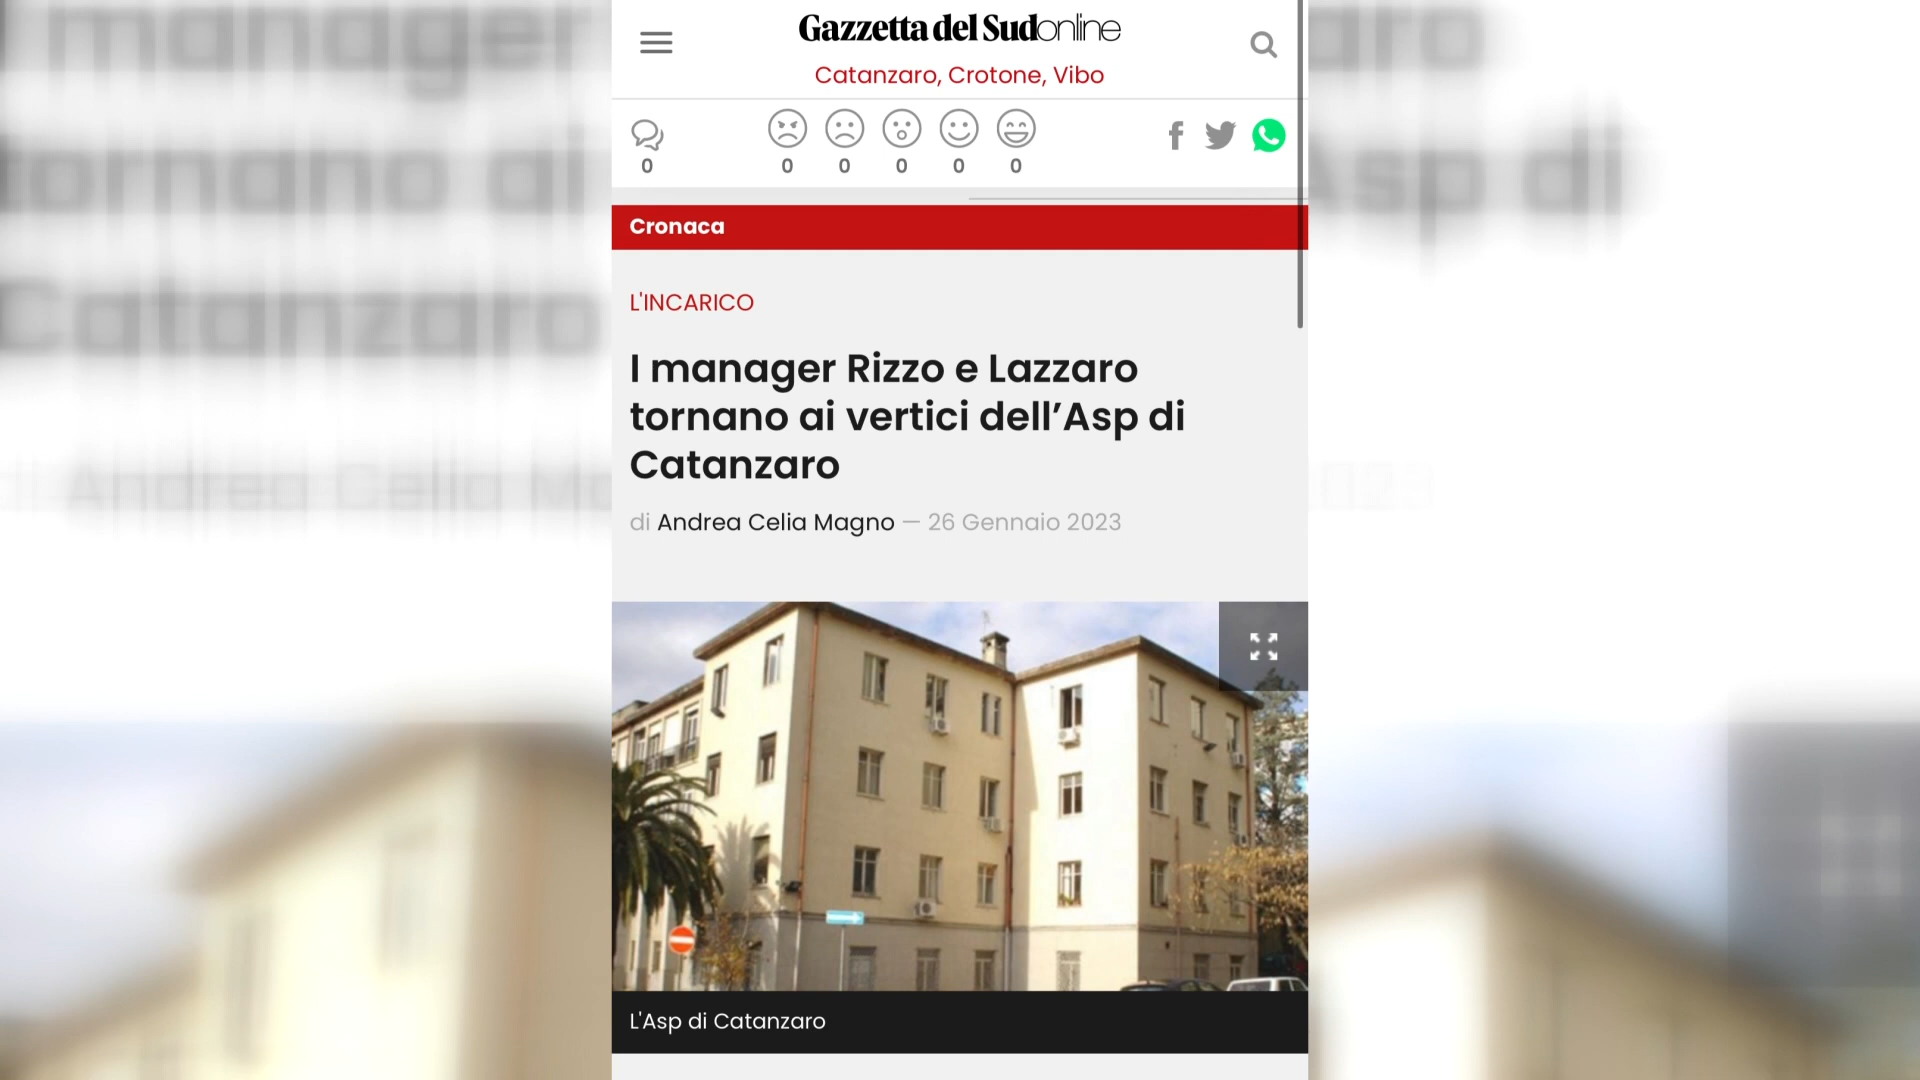 Gazzetta del Sudonline
Catanzaro, Crotone, Vibo
0 0 0 0 0 0
Cronaca
L'INCARICO
I manager Rizzo e Lazzaro
tornano ai vertici dell’Asp di
Catanzaro
di Andrea Celia Magno — 26 Gennaio 2023
L'Asp di Catanzaro